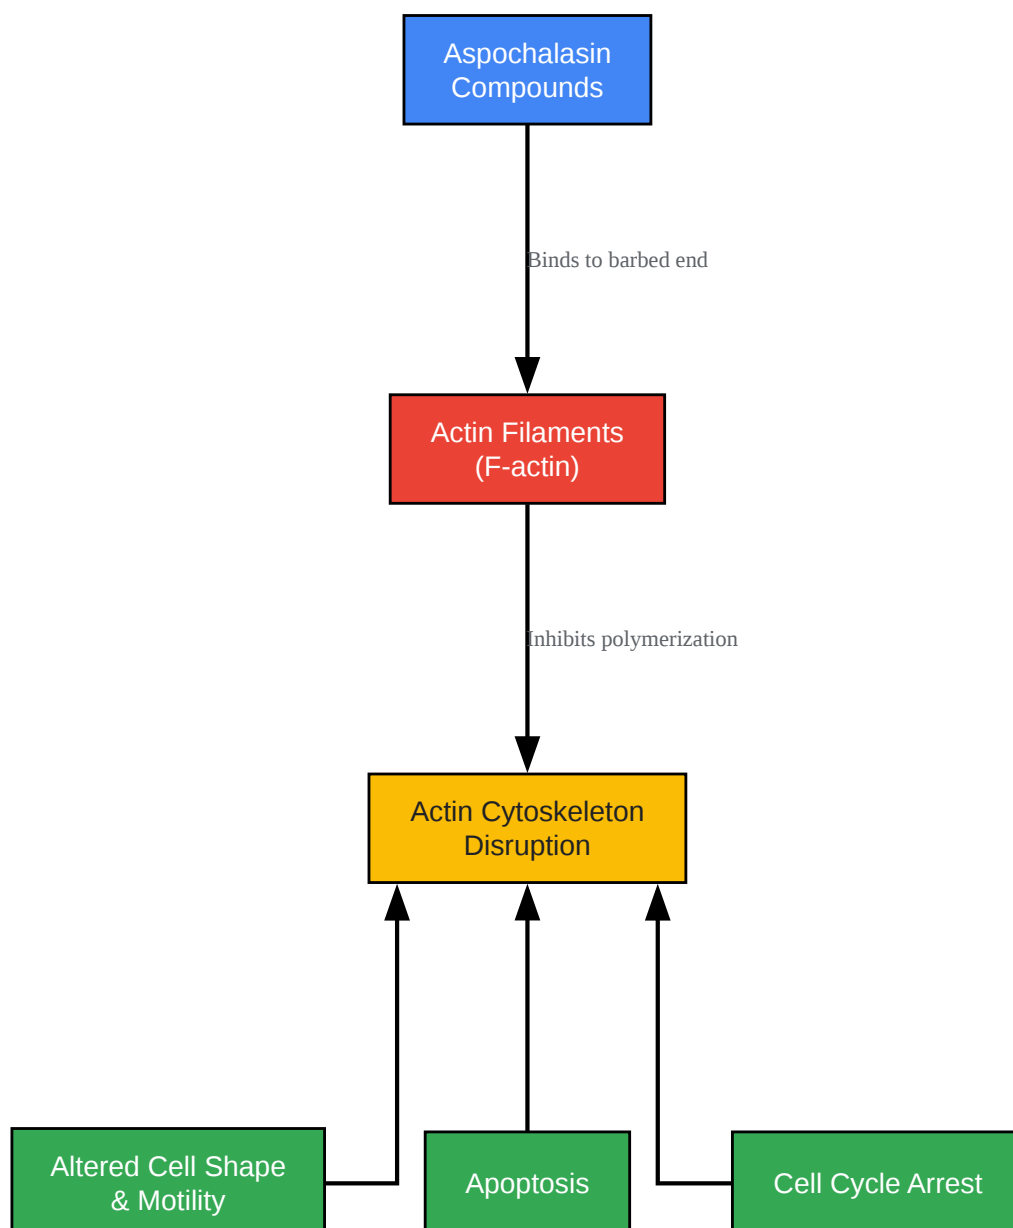 Aspochalasin
Compounds
Binds to barbed end
Actin Filaments
(F-actin)
Inhibits polymerization
Actin Cytoskeleton
Disruption
Altered Cell Shape
& Motility
Apoptosis
Cell Cycle Arrest